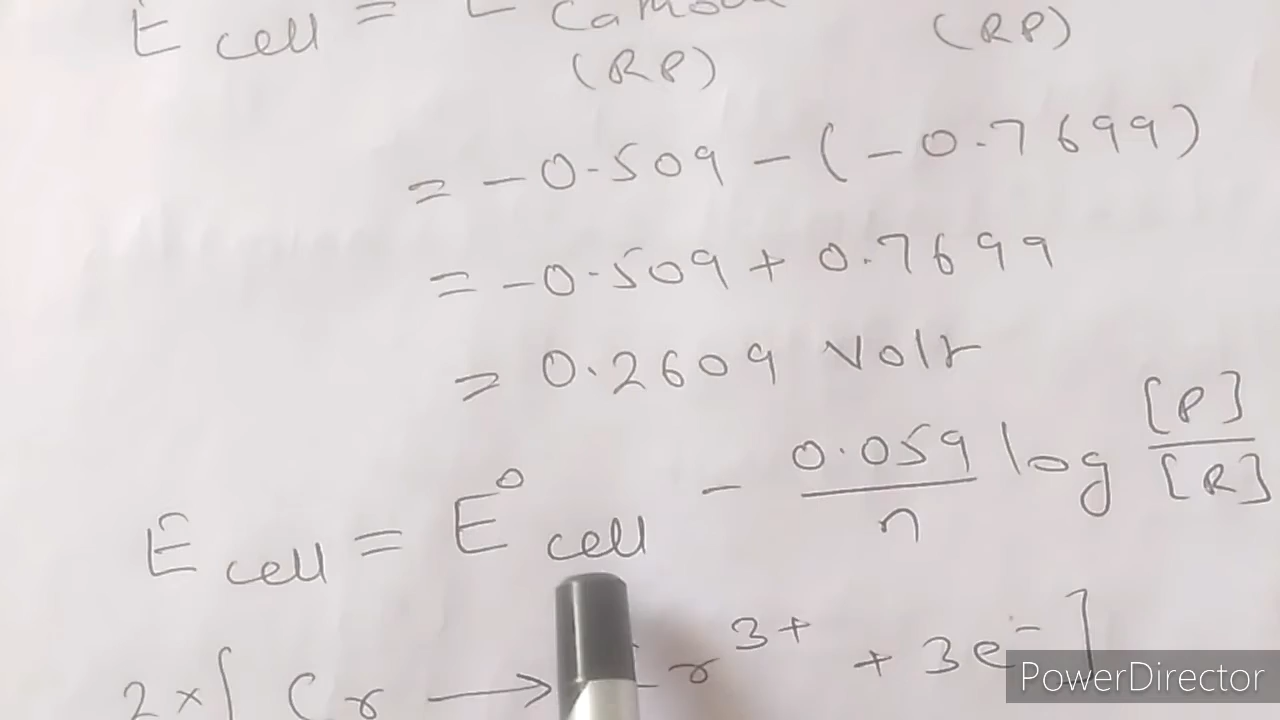 E cell = E
(RP)
(RP)
= -0.509 - (-0.7699)
= -0.509 + 0.7699
= 0.2609 Volt
E cell = E° cell - 0.059/n log [P]/[R]
2 × [ Cr → r³⁺ + 3e⁻ ]
PowerDirector